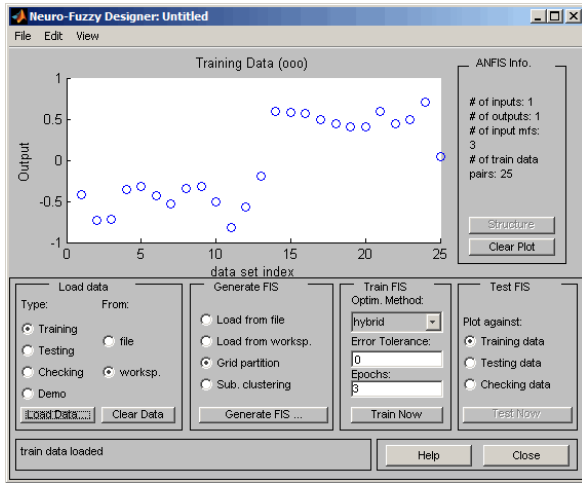 Neuro-Fuzzy Designer: Untitled
File Edit View
Training Data (ooo)
1
0.5
0
-0.5
-1
Output
0 5 10 15 20 25
data set index
ANFIS Info.
# of inputs: 1
# of outputs: 1
# of input mfs:
3
# of train data
pairs: 25
Structure
Clear Plot
Load data
Type: From:
Training
Testing
Checking
Demo
file
worksp.
Load Data...
Clear Data
Generate FIS
Load from file
Load from worksp.
Grid partition
Sub. clustering
Generate FIS ...
Train FIS
Optim. Method:
hybrid
Error Tolerance:
0
Epochs:
3
Train Now
Test FIS
Plot against:
Training data
Testing data
Checking data
Test Now
train data loaded
Help
Close